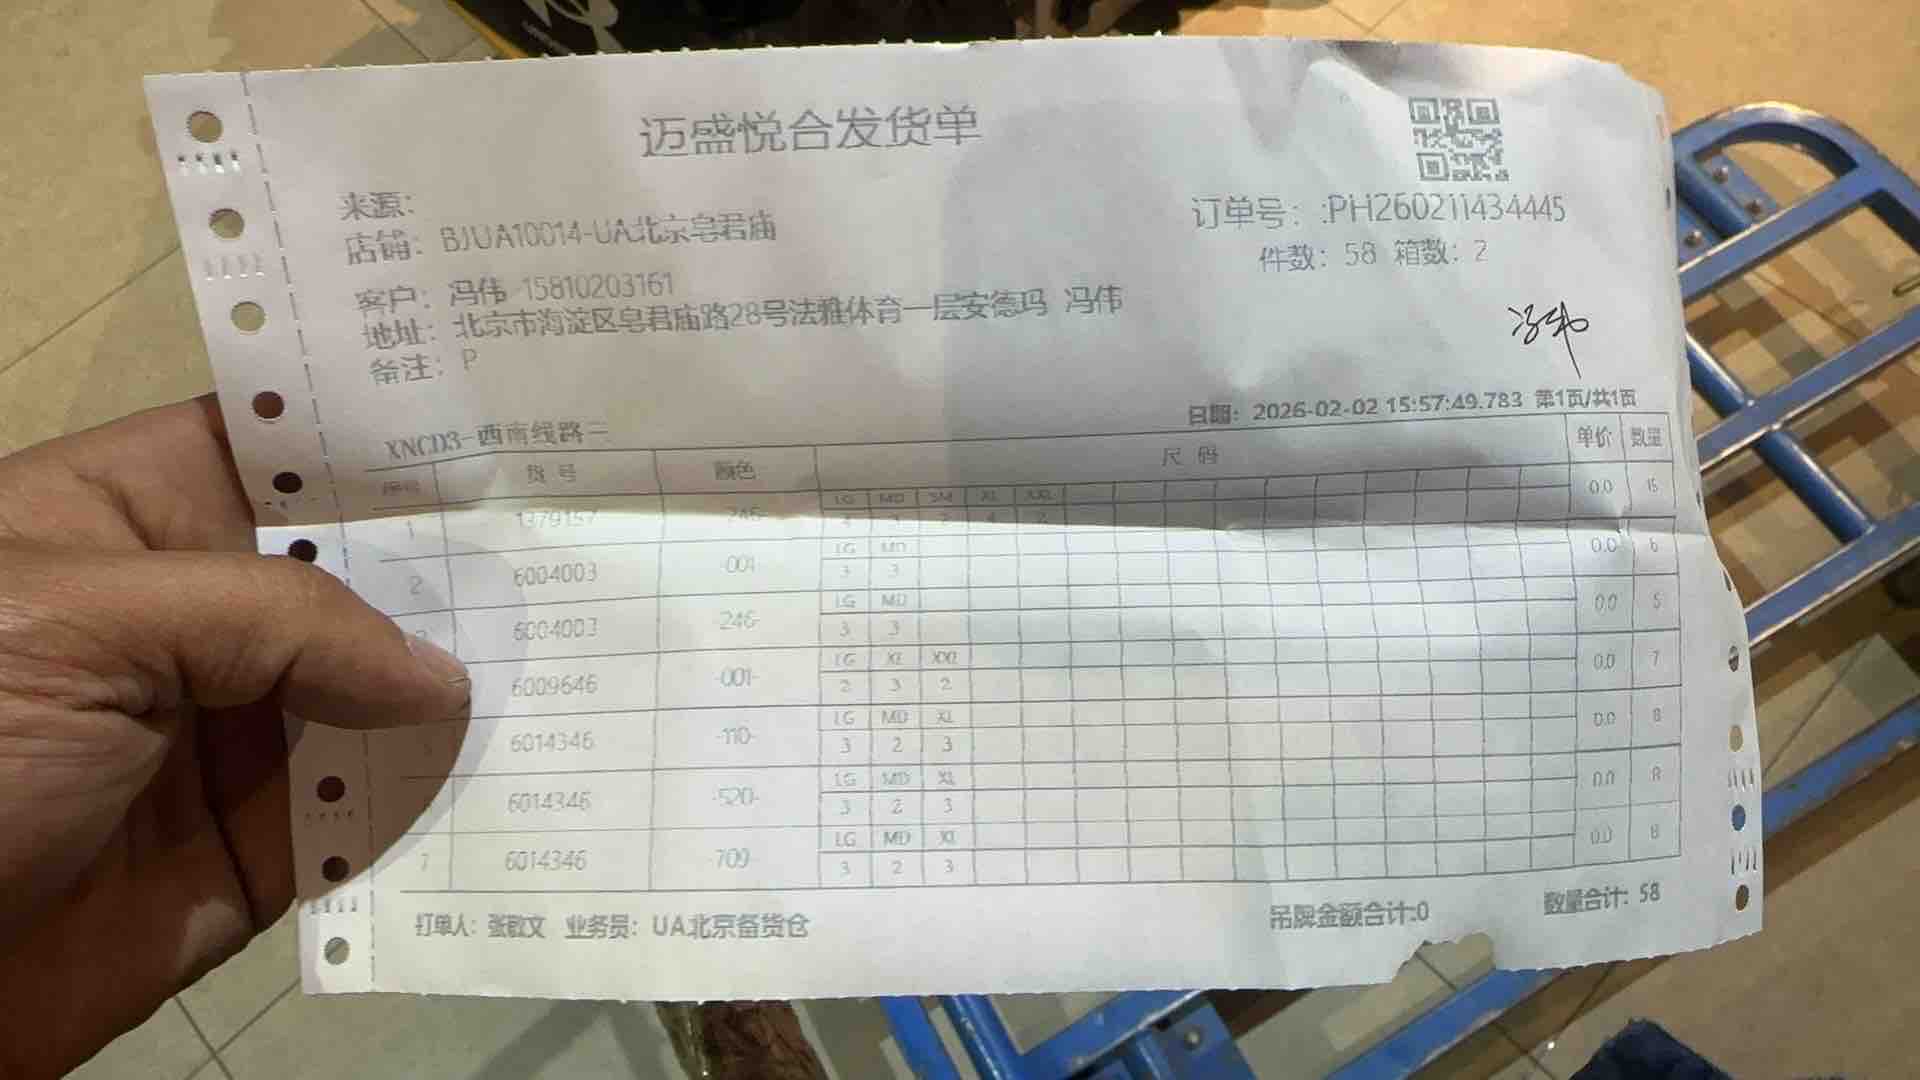 迈盛悦合发货单
来源:
店铺: BJUA10014-UA北京皂君庙
订单号: :PH260211434445
件数: 58 箱数: 2
客户: 冯伟 15810203161
地址: 北京市海淀区皂君庙路28号法雅体育一层安德玛 冯伟
备注: P
冯伟
日期: 2026-02-02 15:57:49.783 第1页/共1页
XNCD3-西南线路二
序号 货号 颜色 尺码 单价 数量
LG MD SM XL XXL
1 1379157 -246- 4 3 2 4 2 0.0 15
LG MD
2 6004003 -001 3 3 0.0 6
LG MD
6004003 -246- 3 3 0.0
LG XL XXL
6009646 -001- 2 3 2 0.0 7
LG MD XL
6014346 -110- 3 2 3 0.0 8
LG MD XL
6014346 -520- 3 2 3 0.0 8
LG MD XL
7 6014346 709 3 2 3 0.0 8
打单人: 张敏文 业务员: UA北京备货仓 吊牌金额合计:0 数量合计: 58